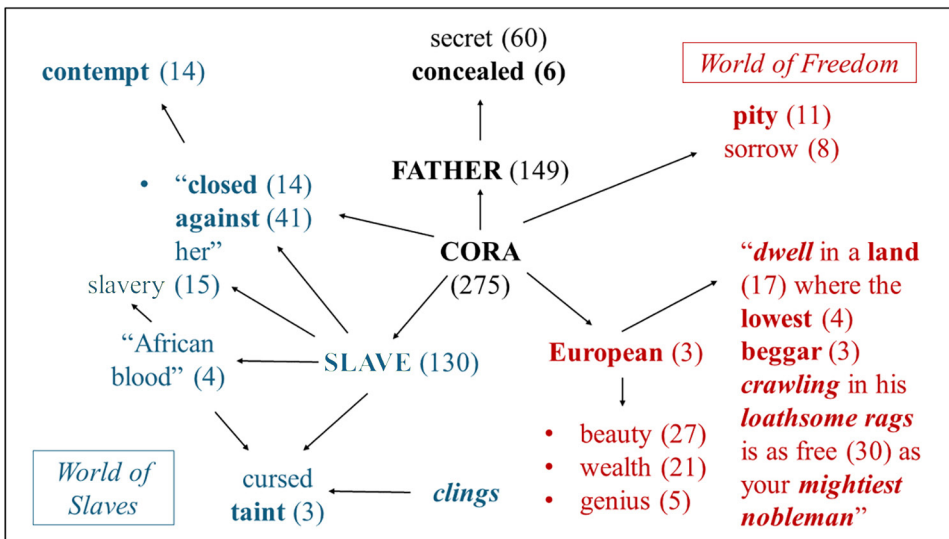 secret (60)
concealed (6)
contempt (14)
World of Freedom
pity (11)
sorrow (8)
FATHER (149)
• “closed (14)
against (41)
her”
slavery (15)
CORA
(275)
“dwell in a land
(17) where the
lowest (4)
beggar (3)
crawling in his
loathsome rags
is as free (30) as
your mightiest
nobleman”
“African
blood” (4)
SLAVE (130)
European (3)
• beauty (27)
• wealth (21)
• genius (5)
World of
Slaves
cursed
taint (3)
clings